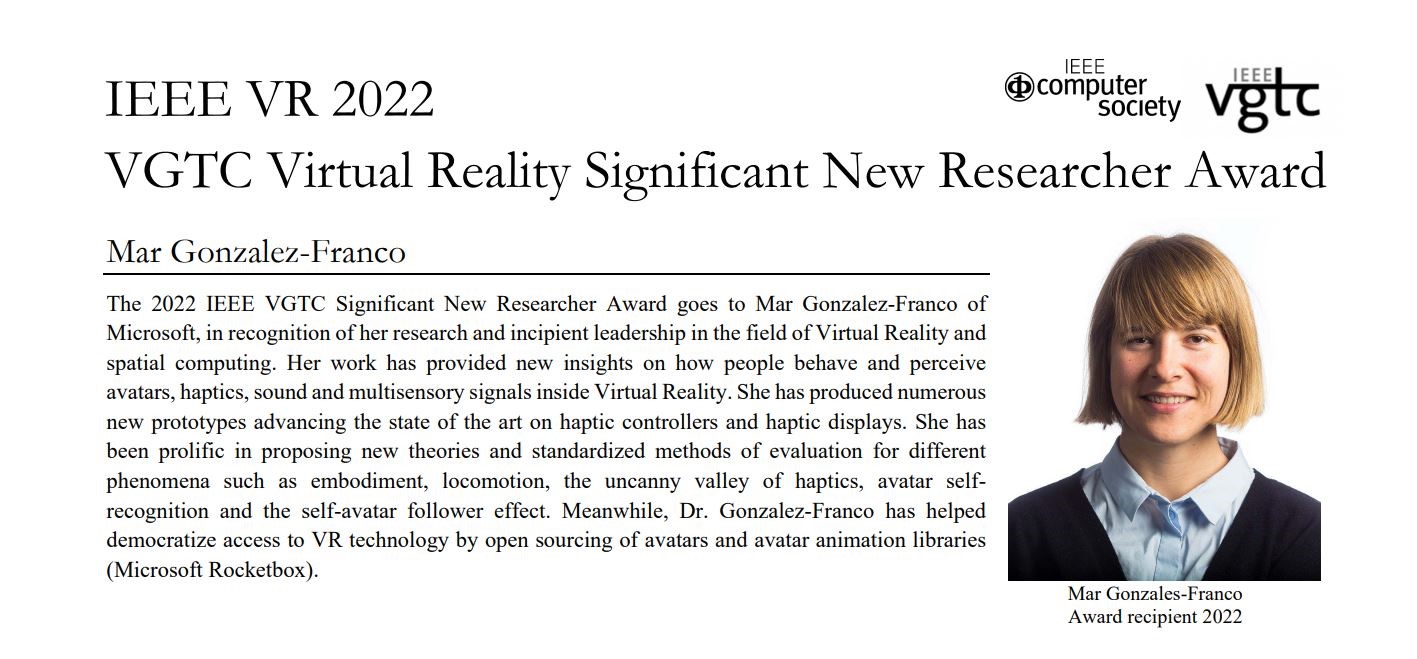 IEEE VR 2022
IEEE
computer
society
IEEE
vgtc
VGTC Virtual Reality Significant New Researcher Award
Mar Gonzalez-Franco
The 2022 IEEE VGTC Significant New Researcher Award goes to Mar Gonzalez-Franco of
Microsoft, in recognition of her research and incipient leadership in the field of Virtual Reality and
spatial computing. Her work has provided new insights on how people behave and perceive
avatars, haptics, sound and multisensory signals inside Virtual Reality. She has produced numerous
new prototypes advancing the state of the art on haptic controllers and haptic displays. She has
been prolific in proposing new theories and standardized methods of evaluation for different
phenomena such as embodiment, locomotion, the uncanny valley of haptics, avatar self-
recognition and the self-avatar follower effect. Meanwhile, Dr. Gonzalez-Franco has helped
democratize access to VR technology by open sourcing of avatars and avatar animation libraries
(Microsoft Rocketbox).
Mar Gonzales-Franco
Award recipient 2022